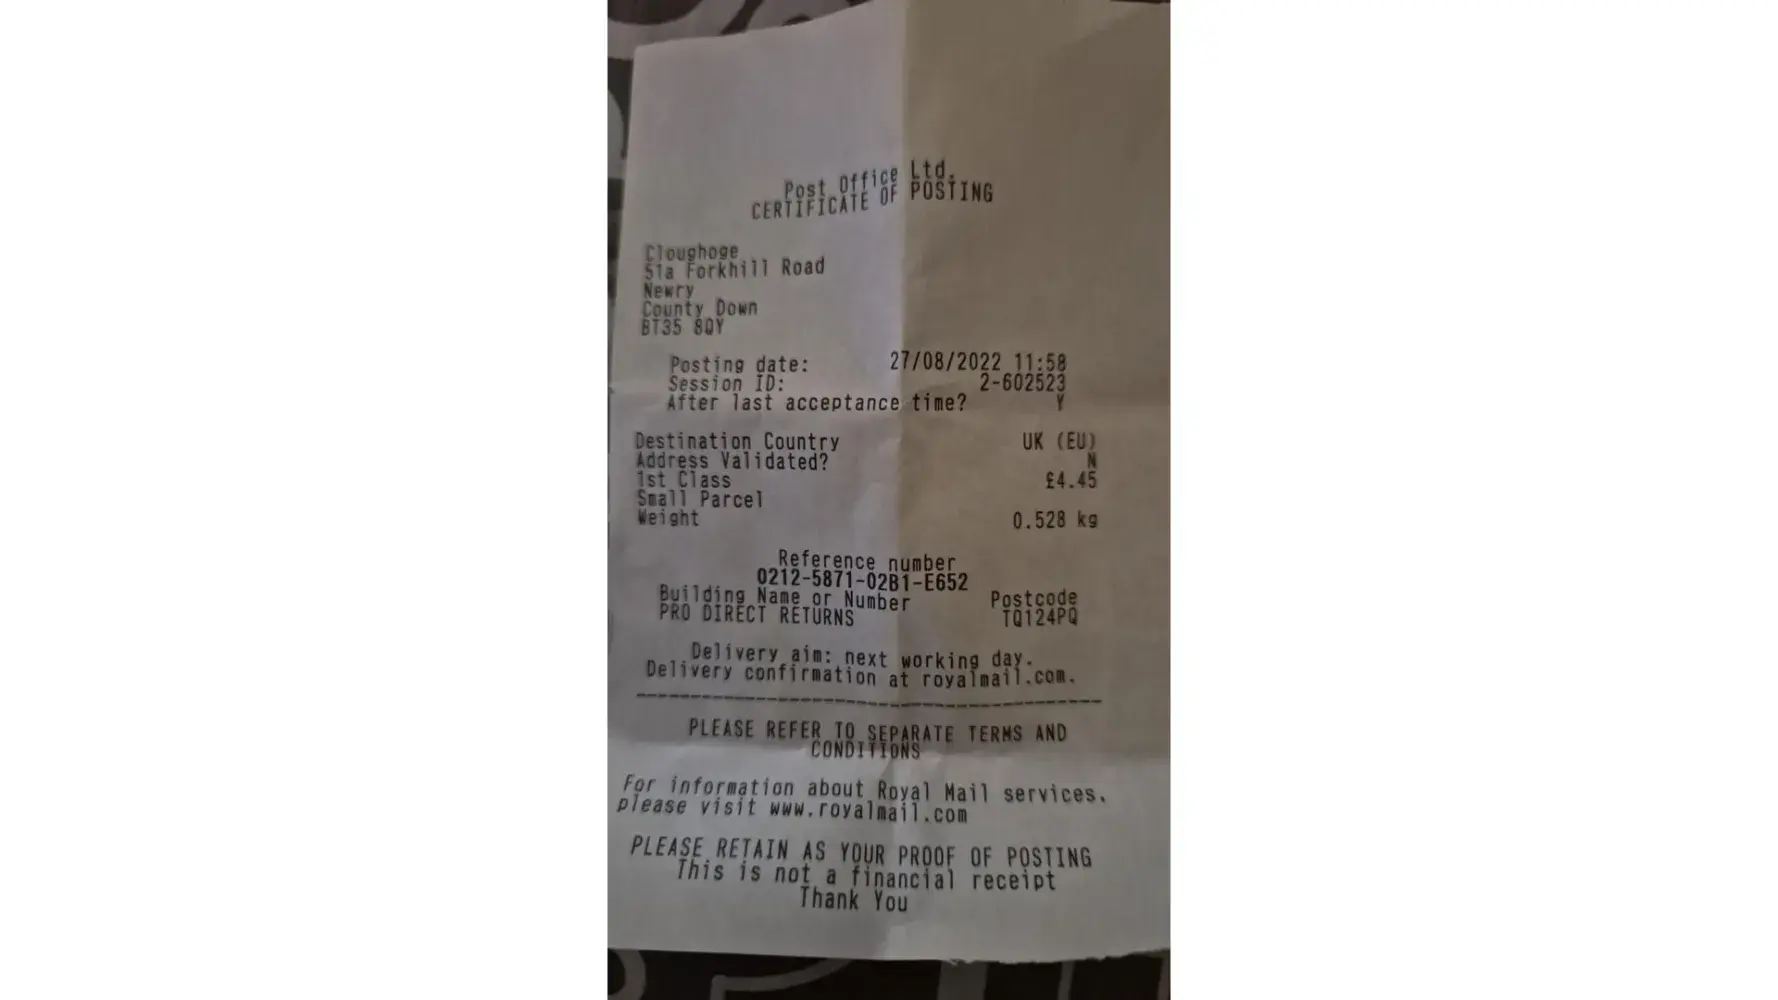 Post Office Ltd.
CERTIFICATE OF POSTING
Cloughoge
51a Forkhill Road
Newry
County Down
BT35 8QY
Posting date: 27/08/2022 11:58
Session ID: 2-602523
After last acceptance time? Y
Destination Country UK (EU)
Address Validated? N
1st Class £4.45
Small Parcel
Weight 0.528 kg
Reference number
0212-5871-02B1-E652
Building Name or Number Postcode
PRO DIRECT RETURNS TQ124PQ
Delivery aim: next working day.
Delivery confirmation at royalmail.com.
PLEASE REFER TO SEPARATE TERMS AND
CONDITIONS
For information about Royal Mail services,
please visit www.royalmail.com
PLEASE RETAIN AS YOUR PROOF OF POSTING
This is not a financial receipt
Thank You